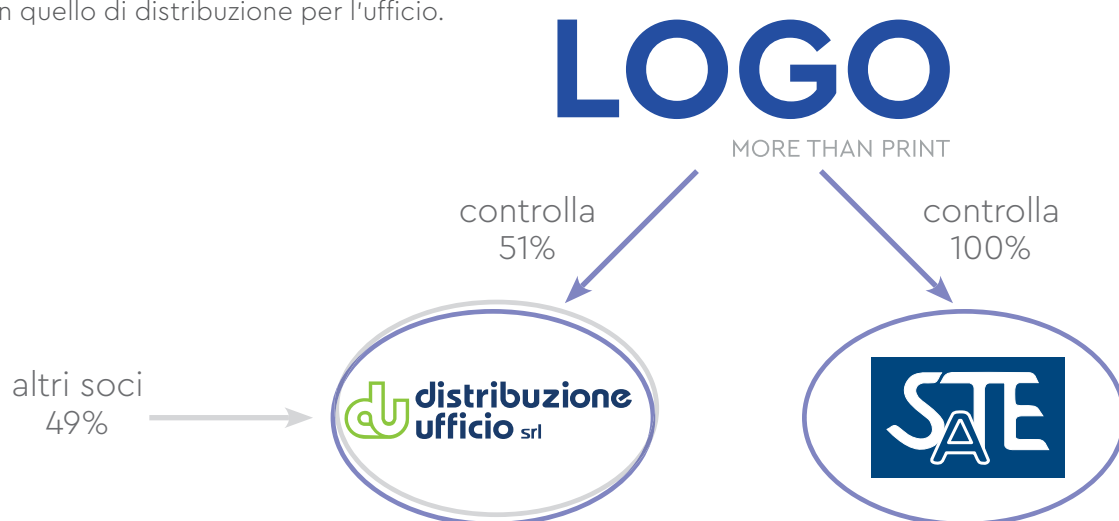 n quello di distribuzione per l'ufficio.
LOGO
MORE THAN PRINT
controlla
51%
controlla
100%
altri soci
49%
du distribuzione
ufficio srl
SATE